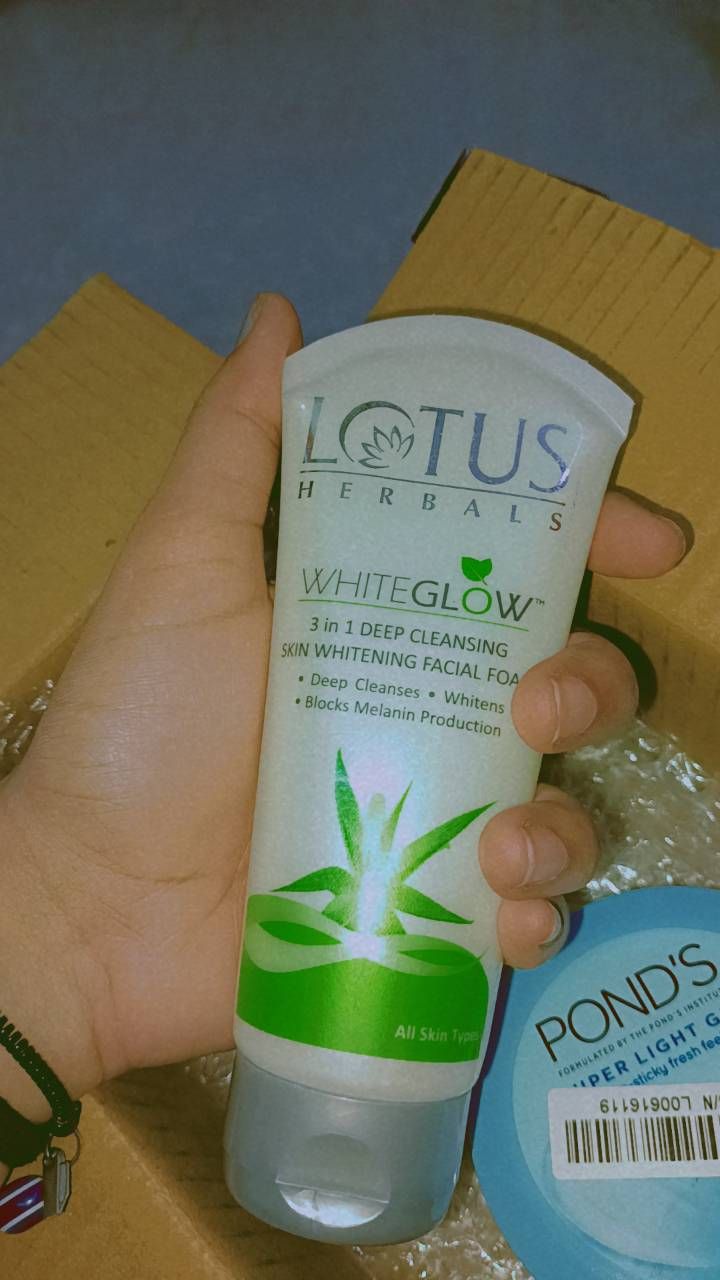 LOTUS
HERBALS
WHITEGLOW™
3 in 1 DEEP CLEANSING
SKIN WHITENING FACIAL FOA
• Deep Cleanses • Whitens
• Blocks Melanin Production
All Skin Types
POND'S
FORMULATED BY THE POND'S INSTITU
UPER LIGHT G
sticky fresh fee
S/N L00616119